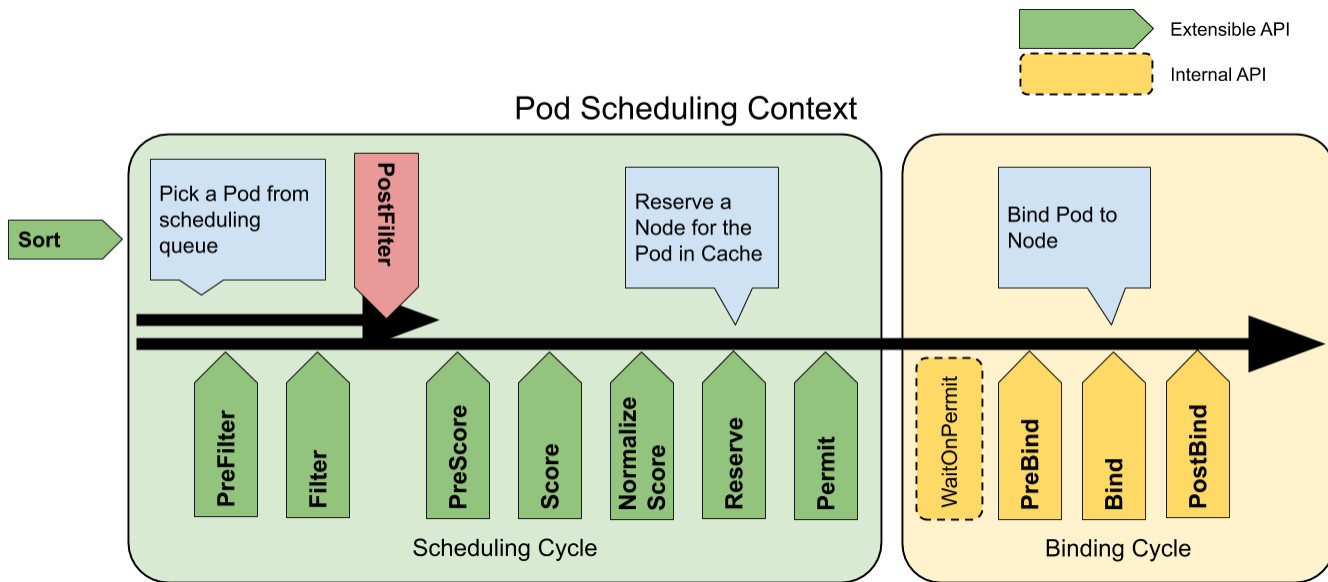 Extensible API
Internal API
Pod Scheduling Context
Sort
Pick a Pod from
scheduling
queue
PostFilter
Reserve a
Node for the
Pod in Cache
Bind Pod to
Node
PreFilter
Filter
PreScore
Score
Normalize
Score
Reserve
Permit
WaitOnPermit
PreBind
Bind
PostBind
Scheduling Cycle
Binding Cycle